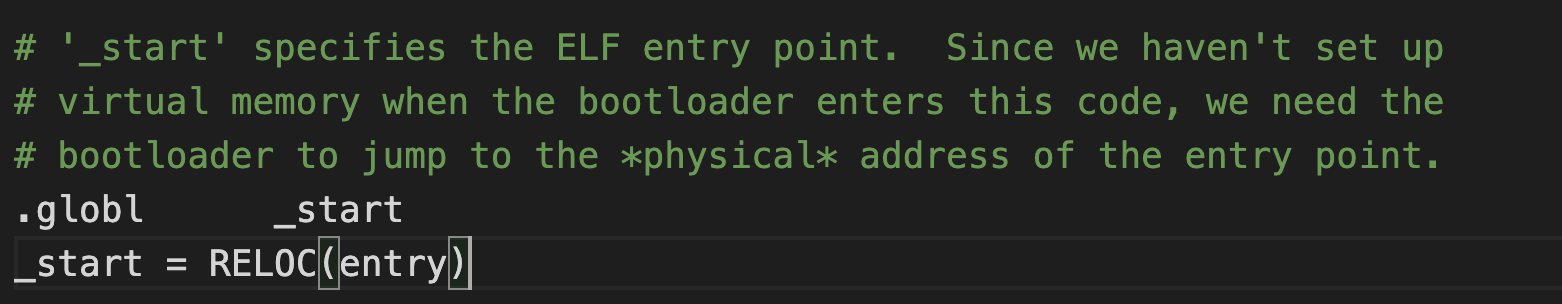 # '_start' specifies the ELF entry point.  Since we haven't set up
# virtual memory when the bootloader enters this code, we need the
# bootloader to jump to the *physical* address of the entry point.
.globl      _start
_start = RELOC(entry)